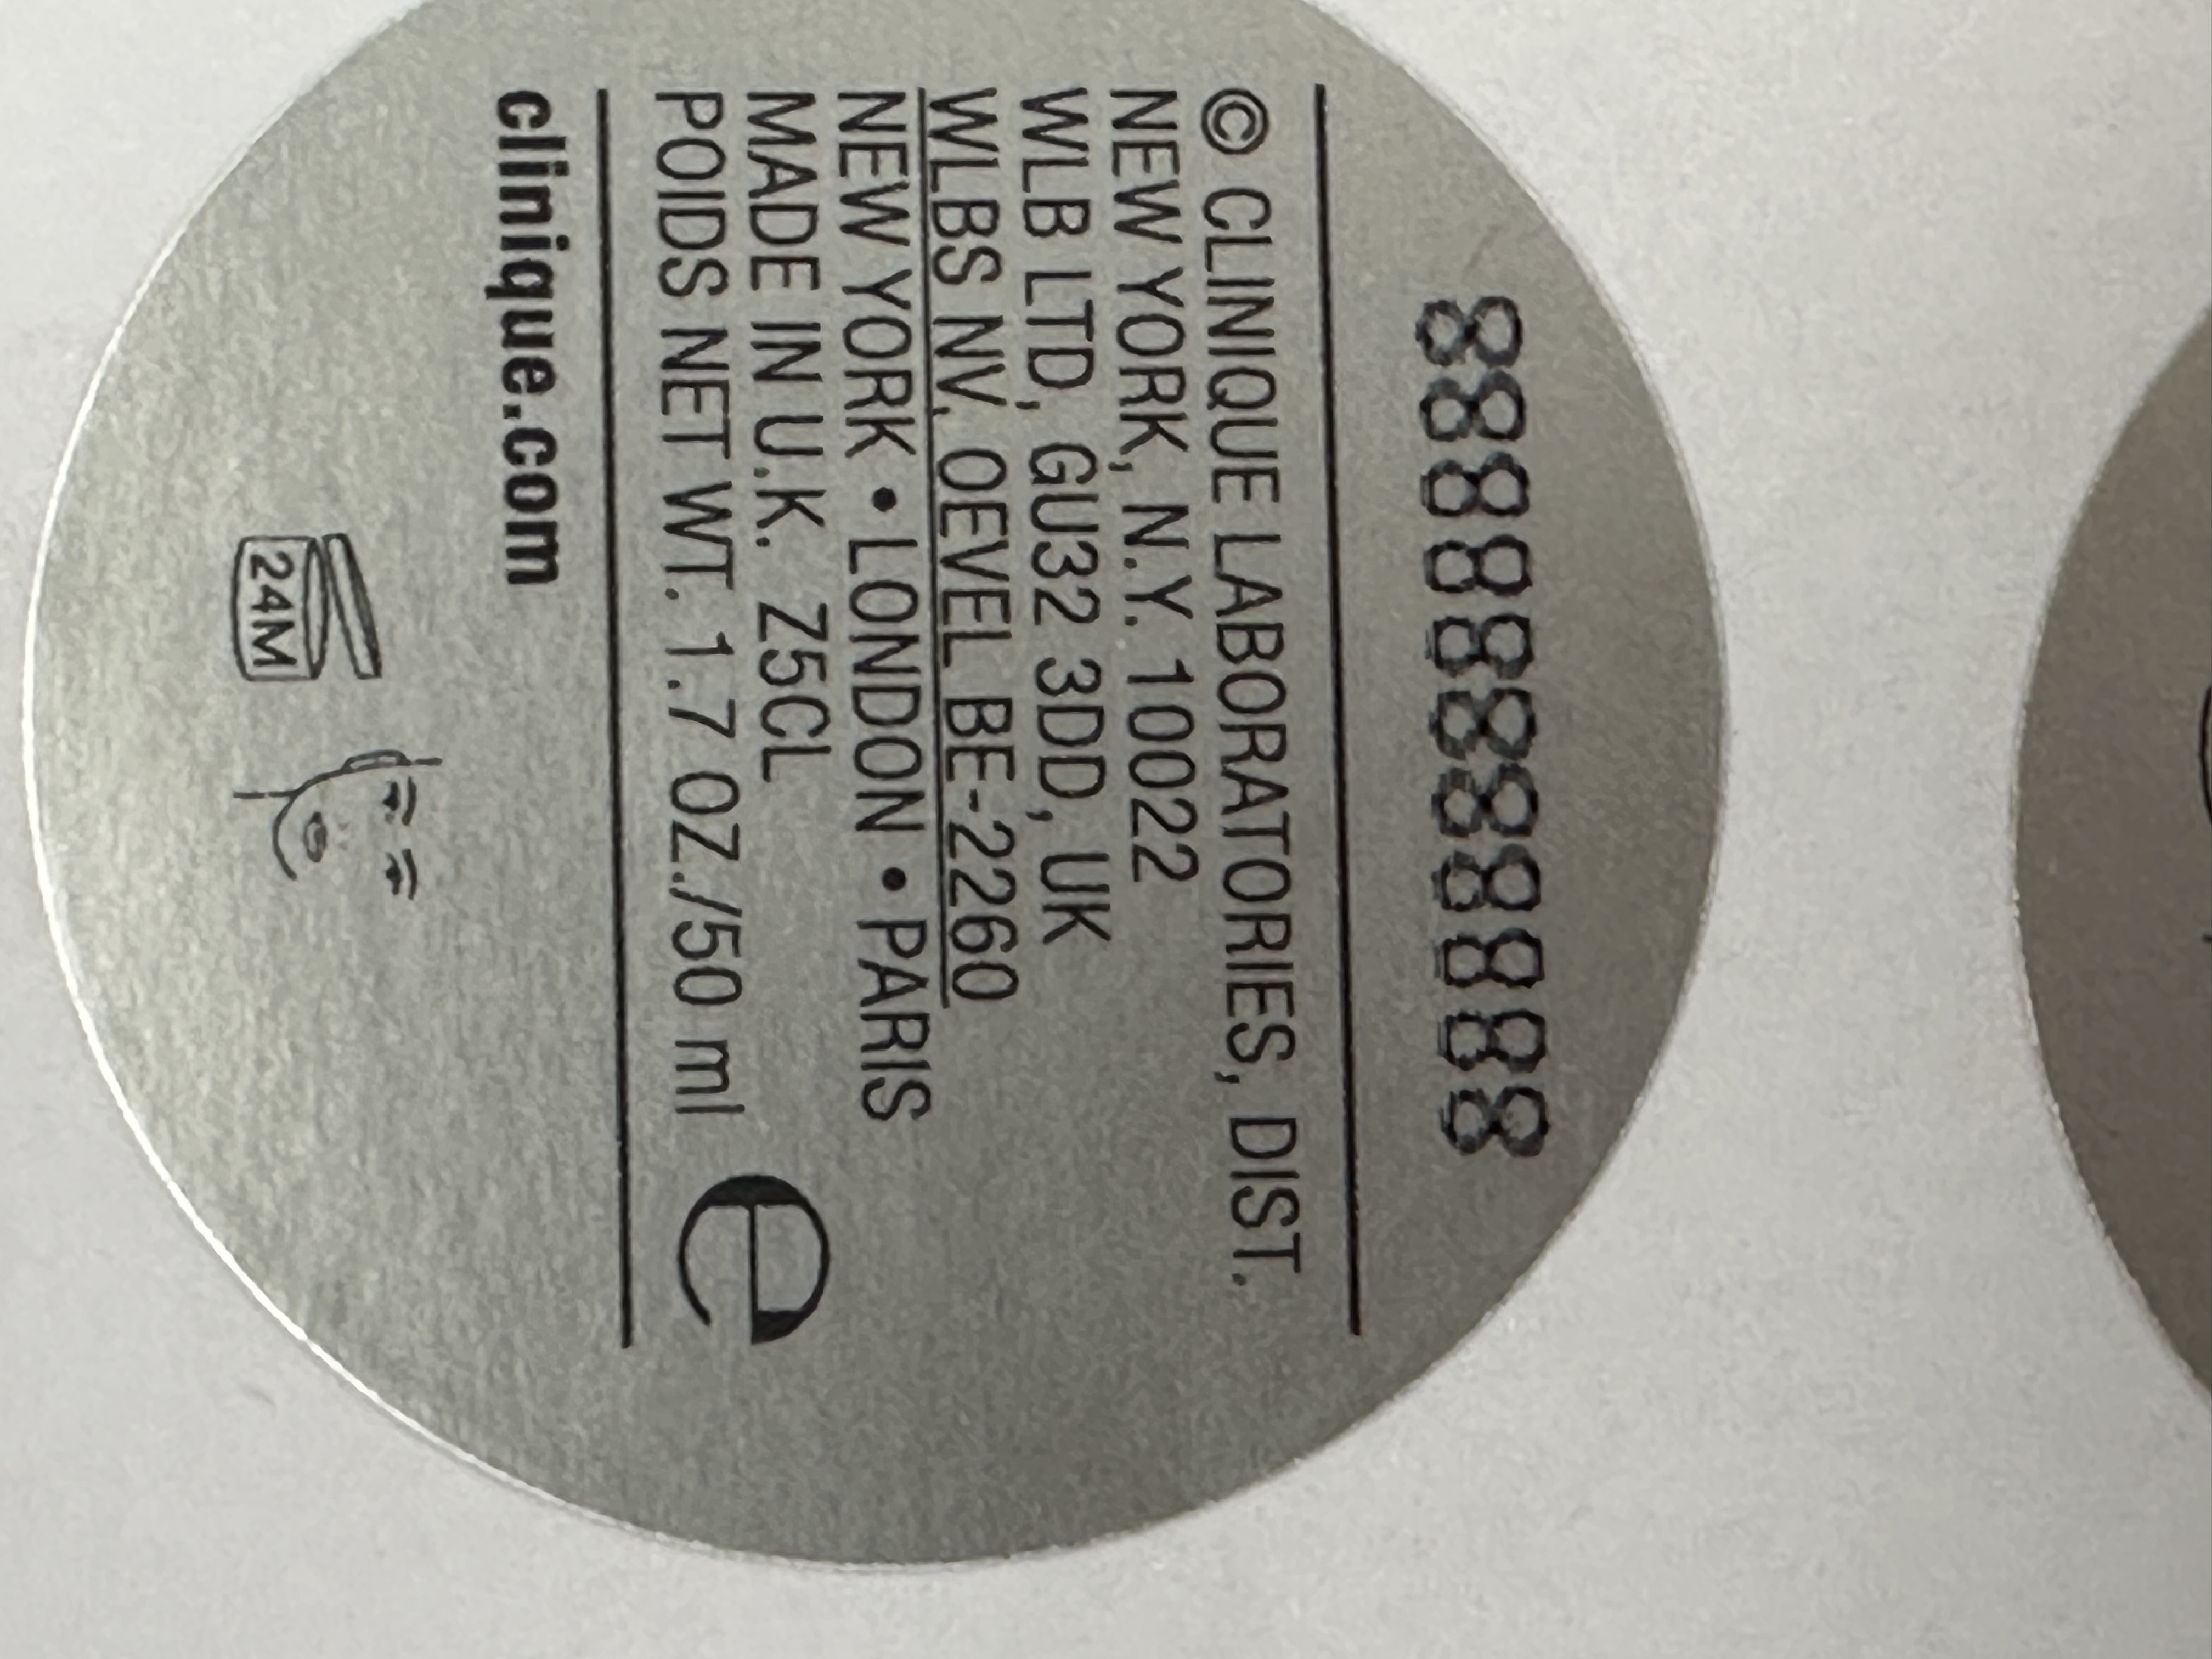 88888888888
© CLINIQUE LABORATORIES, DIST.
NEW YORK, N.Y. 10022
WLB LTD, GU32 3DD, UK
WLBS NV, OEVEL BE-2260
NEW YORK • LONDON • PARIS
MADE IN U.K. Z5CL
POIDS NET WT. 1.7 OZ./50 ml e
clinique.com
24M